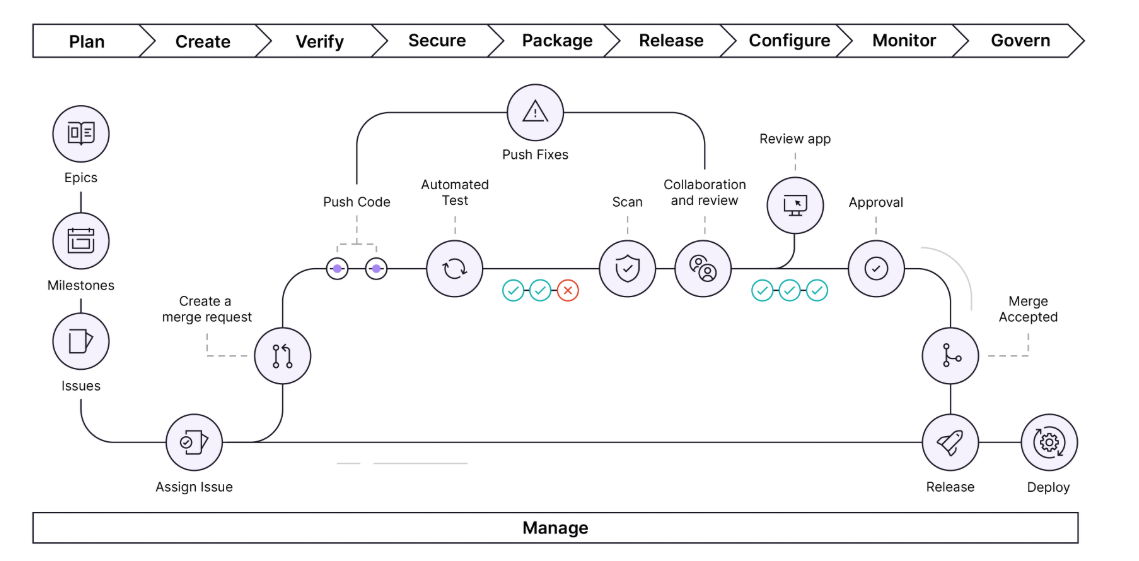 Plan
Create
Verify
Secure
Package
Release
Configure
Monitor
Govern
Epics
Milestones
Issues
Assign Issue
Create a
merge request
Push Code
Automated
Test
Push Fixes
Scan
Collaboration
and review
Review app
Approval
Merge
Accepted
Release
Deploy
Manage